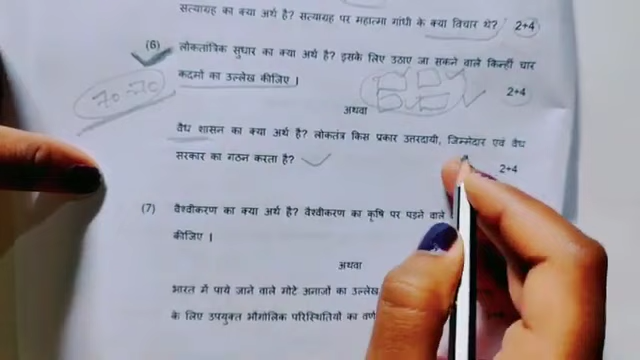 सत्याग्रह का क्या अर्थ है? सत्याग्रह पर महात्मा गांधी के क्या विचार थे? 2+4
(6) लोकतांत्रिक सुधार का क्या अर्थ है? इसके लिए उठाए जा सकने वाले किन्हीं चार
कदमों का उल्लेख कीजिए। 2+4
70-70
अथवा
वैध शासन का क्या अर्थ है? लोकतंत्र किस प्रकार उत्तरदायी, जिम्मेदार एवं वैध
सरकार का गठन करता है? 2+4
(7) वैश्वीकरण का क्या अर्थ है? वैश्वीकरण का कृषि पर पड़ने वाले
कीजिए।
अथवा
भारत में पाये जाने वाले मोटे अनाजों का उल्लेख
के लिए उपयुक्त भौगोलिक परिस्थितियों का